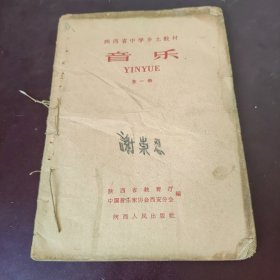 陕西省中学乡土教材
音乐
YINYUE
第一册
陕西省教育厅
中国音乐家协会西安分会
编
陕西人民出版社